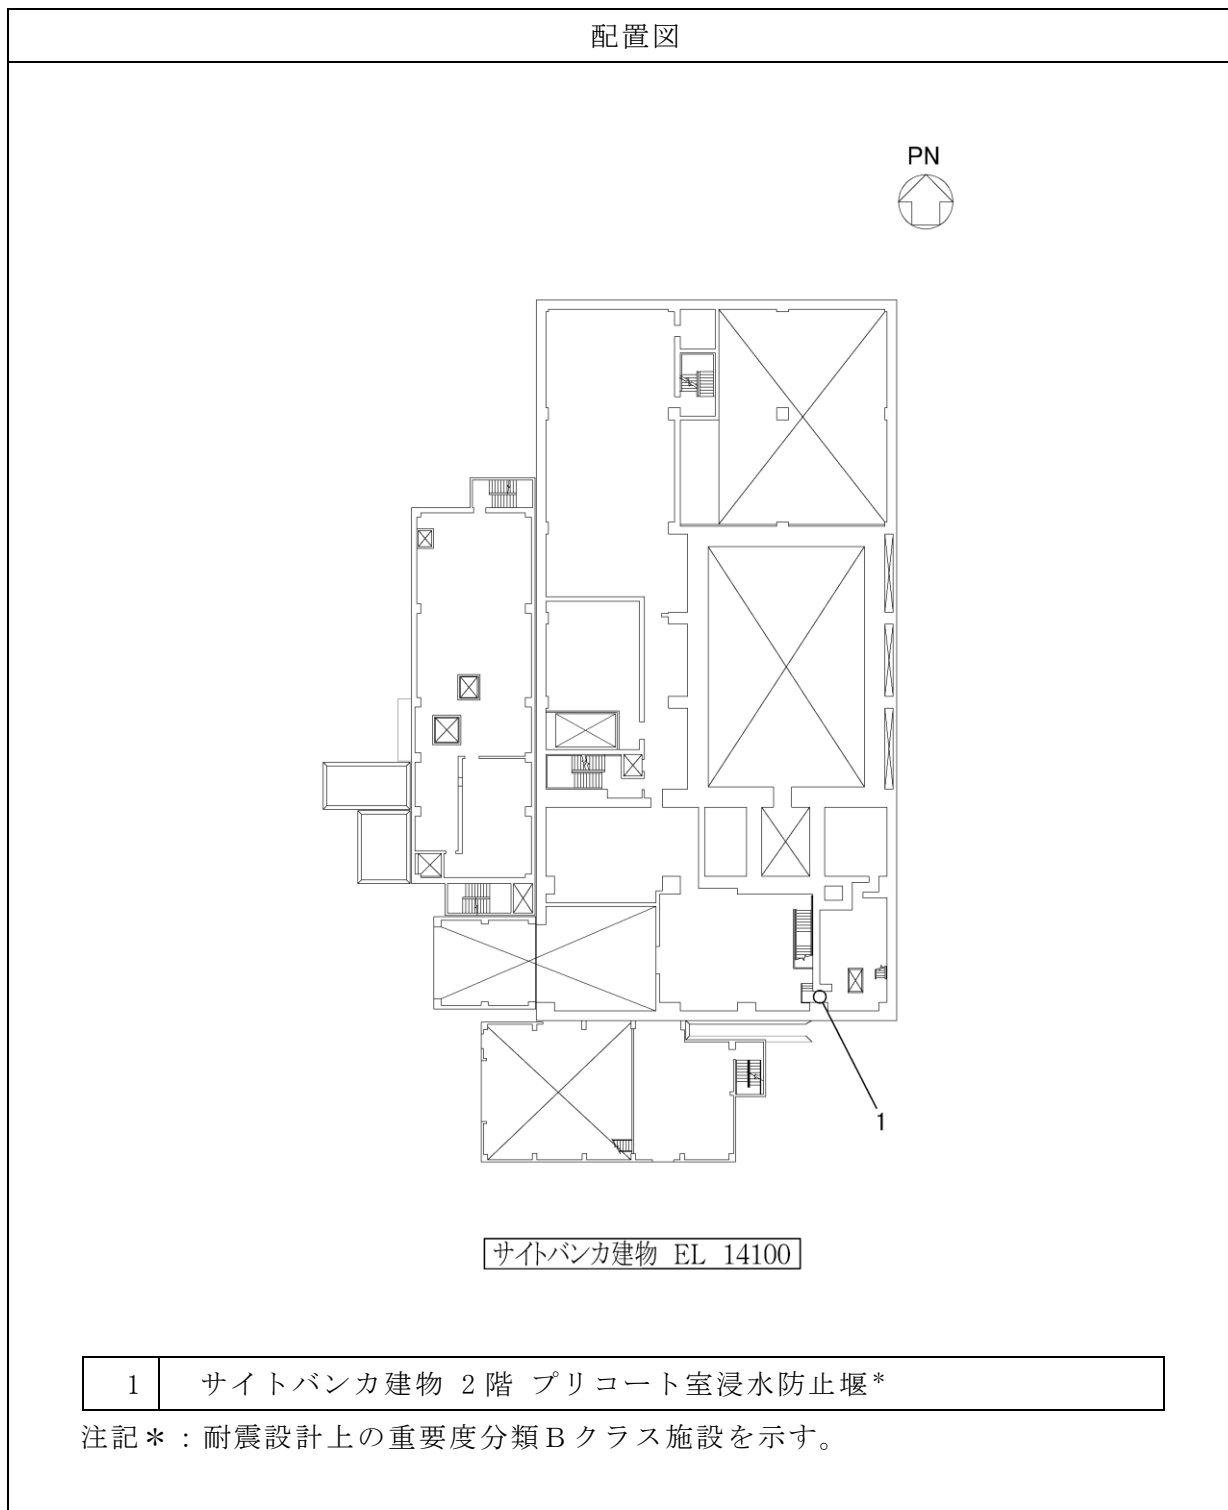 配置図
PN
1
サイトバンカ建物 EL 14100
1 サイトバンカ建物 2階 プリコート室浸水防止堰*
注記*:耐震設計上の重要度分類Bクラス施設を示す。